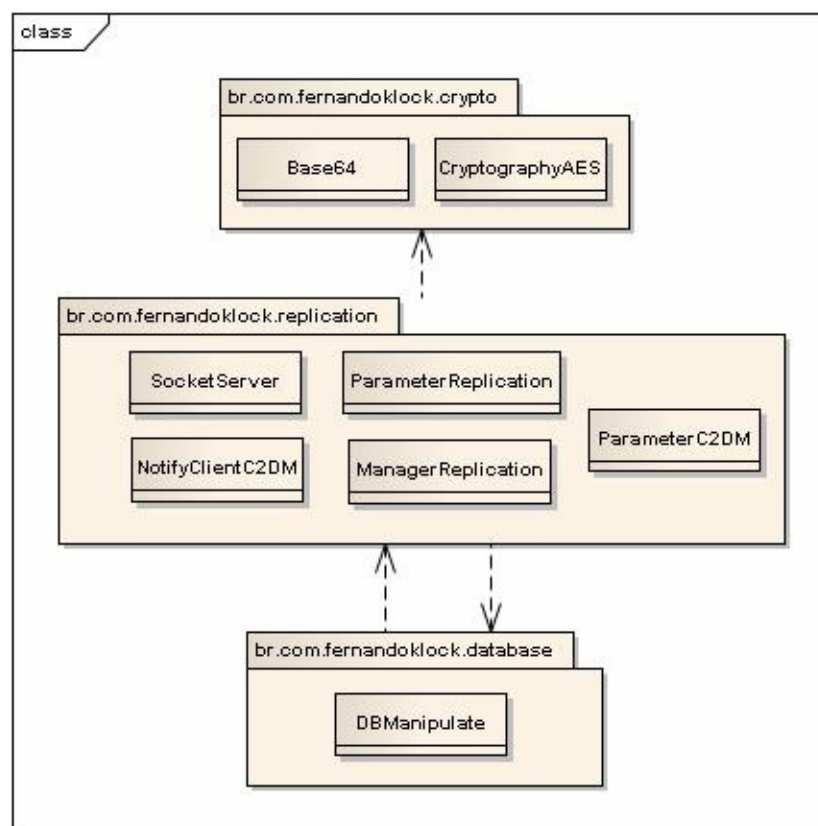 class
br.com.fernandoklock.crypto
Base64
CryptographyAES
br.com.fernandoklock.replication
SocketServer
ParameterReplication
ParameterC2DM
NotifyClientC2DM
ManagerReplication
br.com.fernandoklock.database
DBManipulate